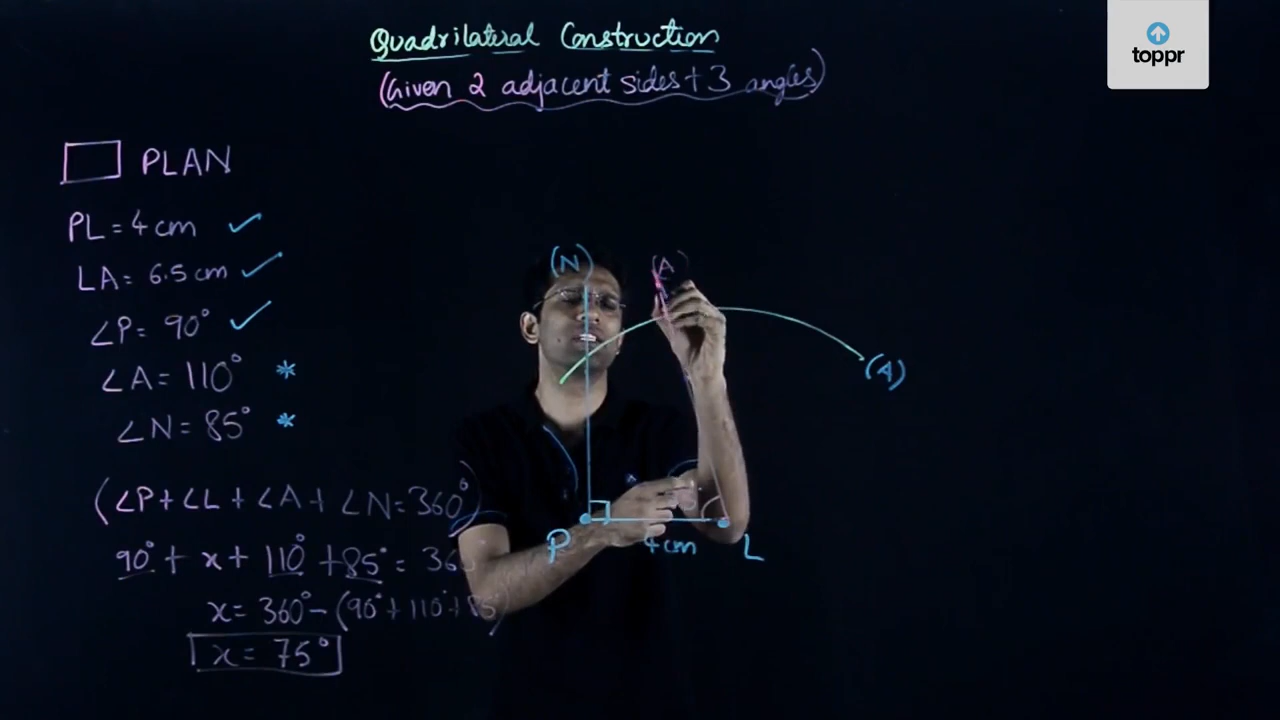 Quadrilateral Construction
(Given 2 adjacent sides + 3 angles)
toppr
PLAN
PL = 4 cm ✓
LA = 6.5 cm ✓
∠P = 90° ✓
∠A = 110° *
∠N = 85° *
(∠P + ∠L + ∠A + ∠N = 360°)
90° + x + 110° + 85° = 36
x = 360° - (90° + 110° + 85°)
x = 75°
(N)
(A)
(A)
P
4 cm
L